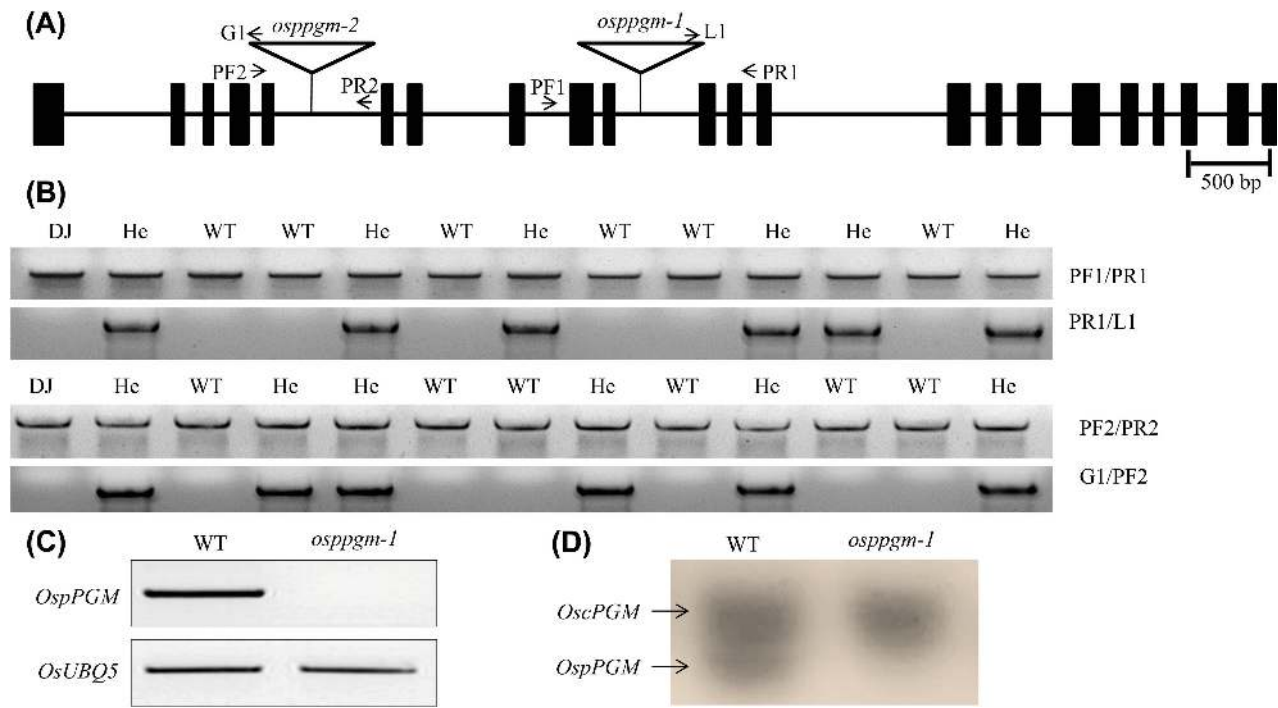 (A)
G1 osppgm-2 osppgm-1 L1
PF2 PR2 PF1 PR1
500 bp
(B)
DJ He WT WT He WT He WT WT He He WT He
PF1/PR1
PR1/L1
DJ He WT He He WT WT He WT He WT WT He
PF2/PR2
G1/PF2
(C) WT osppgm-1
OspPGM
OsUBQ5
(D) WT osppgm-1
OscPGM
OspPGM